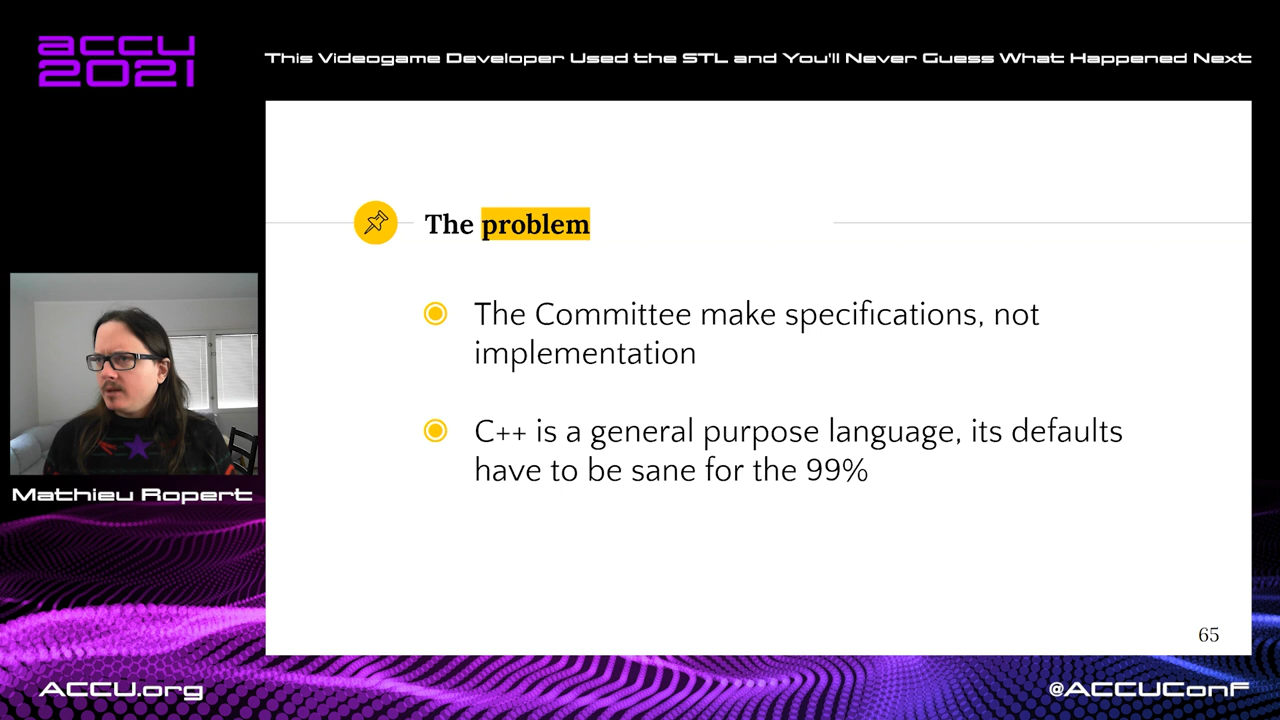 accu
2021
This Videogame Developer Used the STL and You'll Never Guess What Happened Next
The problem
The Committee make specifications, not
implementation
C++ is a general purpose language, its defaults
have to be sane for the 99%
65
Mathieu Ropert
ACCU.org
@ACCUConf